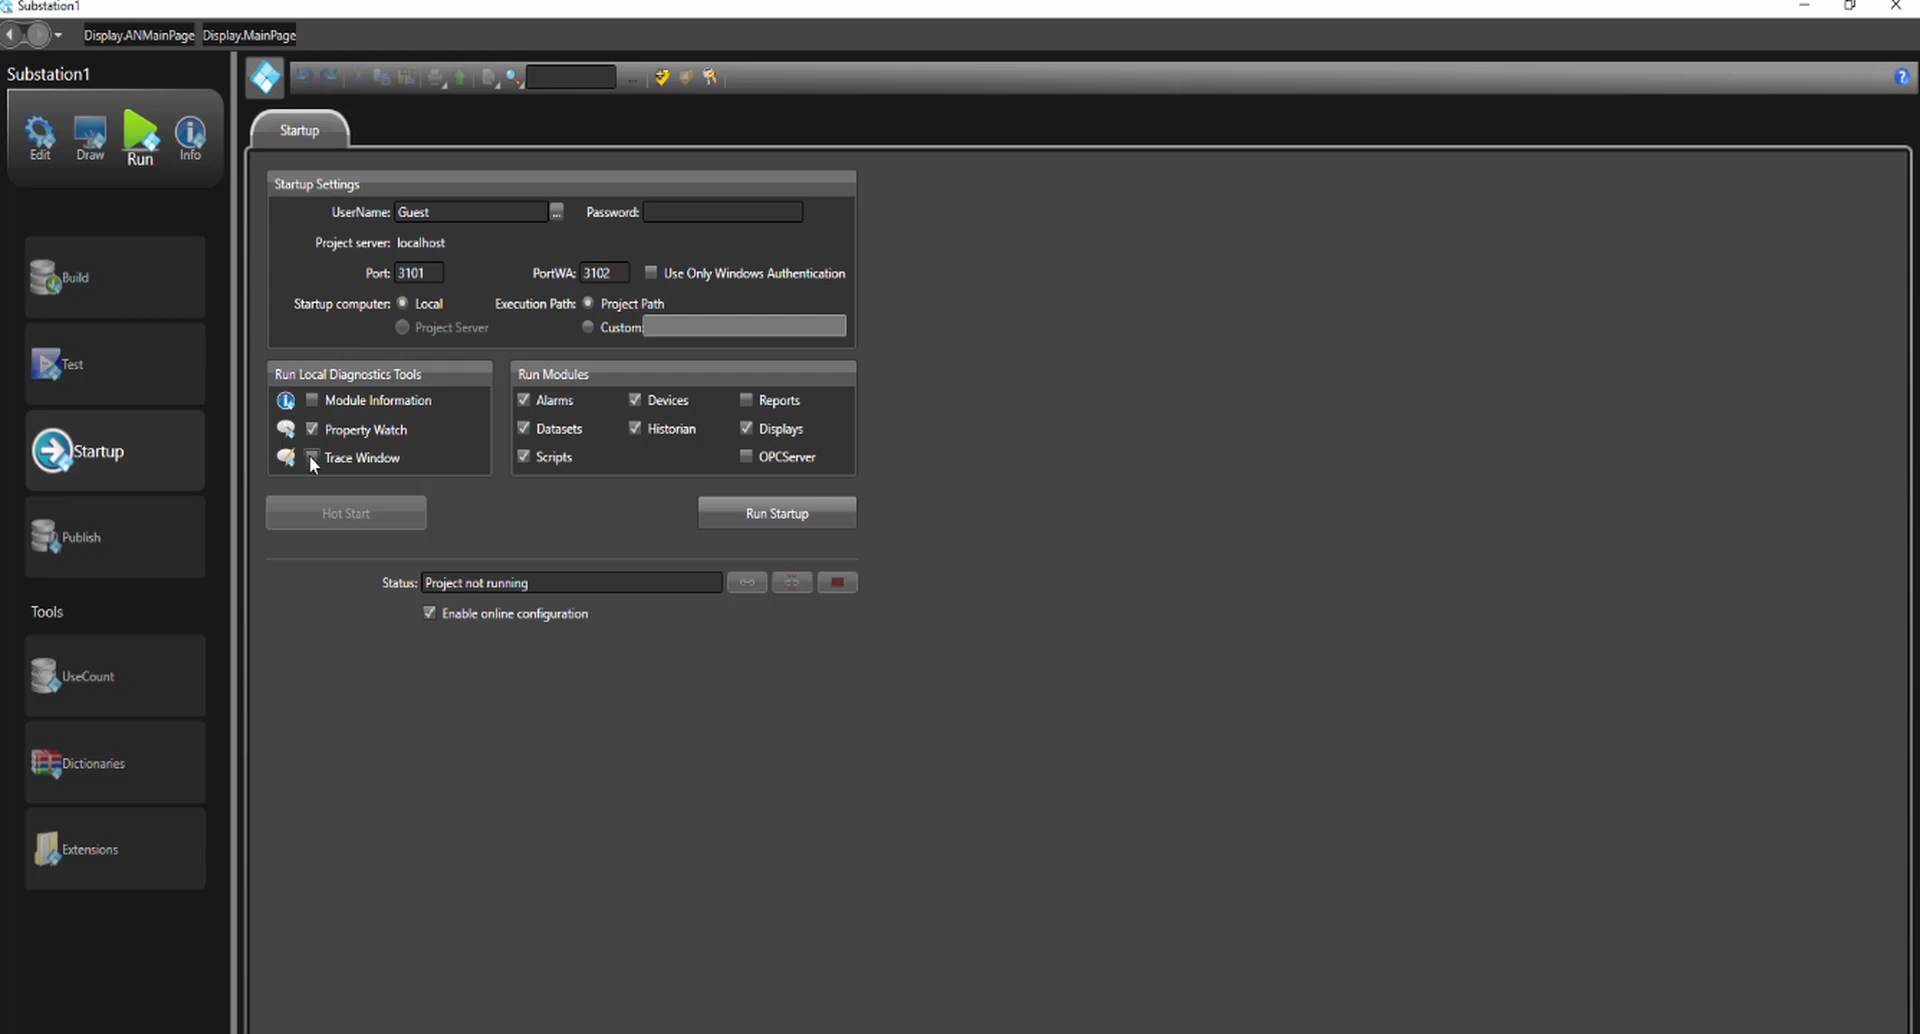 Substation1
Display.ANMainPage Display.MainPage
Substation1
Edit Draw Run Info
Startup
Build
Test
Startup
Publish
Tools
UseCount
Dictionaries
Extensions
Startup Settings
UserName: Guest ... Password:
Project server: localhost
Port: 3101 PortWA: 3102 Use Only Windows Authentication
Startup computer: Local Execution Path: Project Path
Project Server Custom:
Run Local Diagnostics Tools
Module Information
Property Watch
Trace Window
Run Modules
Alarms Devices Reports
Datasets Historian Displays
Scripts OPCServer
Hot Start Run Startup
Status: Project not running
Enable online configuration